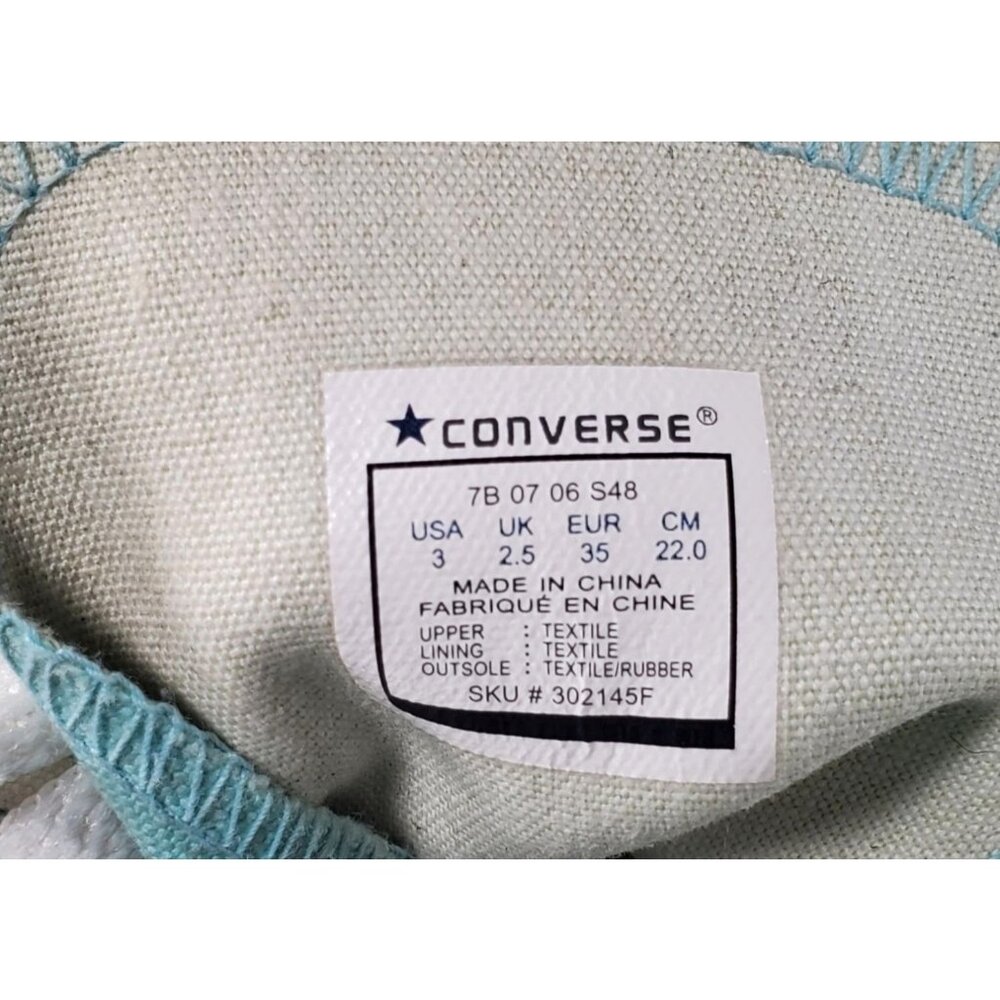 ★CONVERSE®
7B 07 06 S48
USA UK EUR CM
3 2.5 35 22.0
MADE IN CHINA
FABRIQUÉ EN CHINE
UPPER : TEXTILE
LINING : TEXTILE
OUTSOLE : TEXTILE/RUBBER
SKU # 302145F